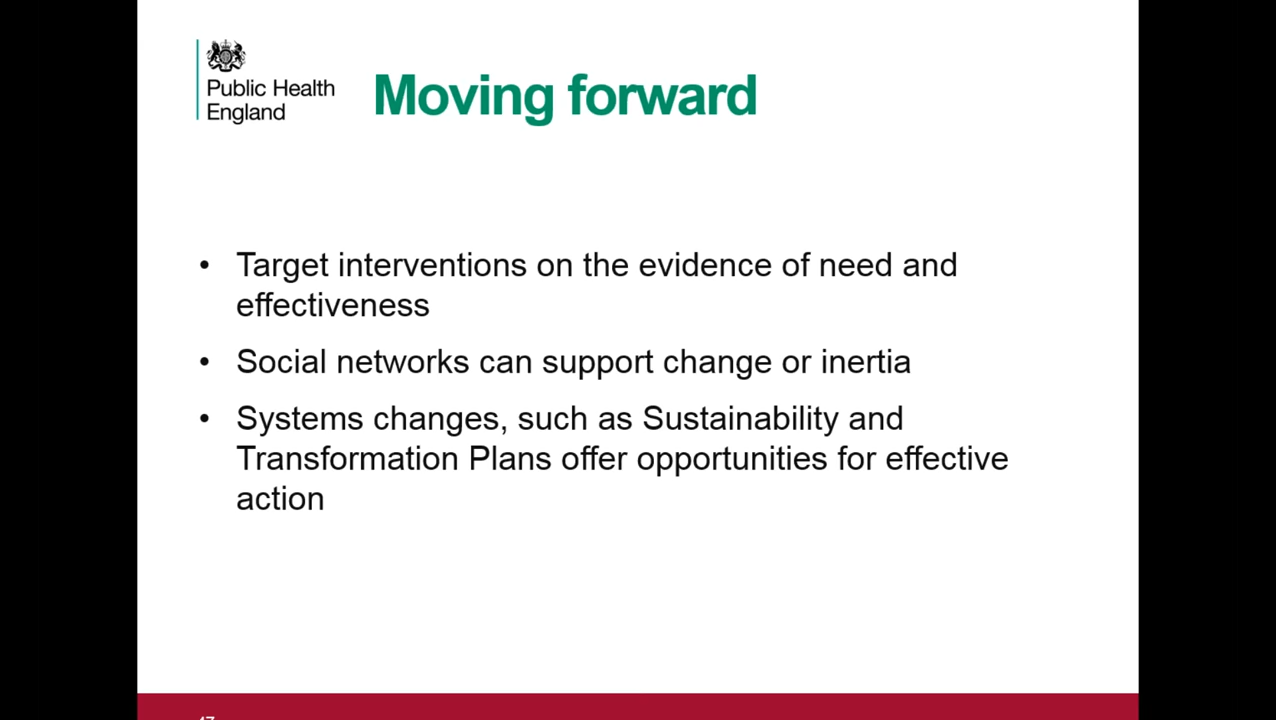 Public Health
England
Moving forward
• Target interventions on the evidence of need and
effectiveness
• Social networks can support change or inertia
• Systems changes, such as Sustainability and
Transformation Plans offer opportunities for effective
action